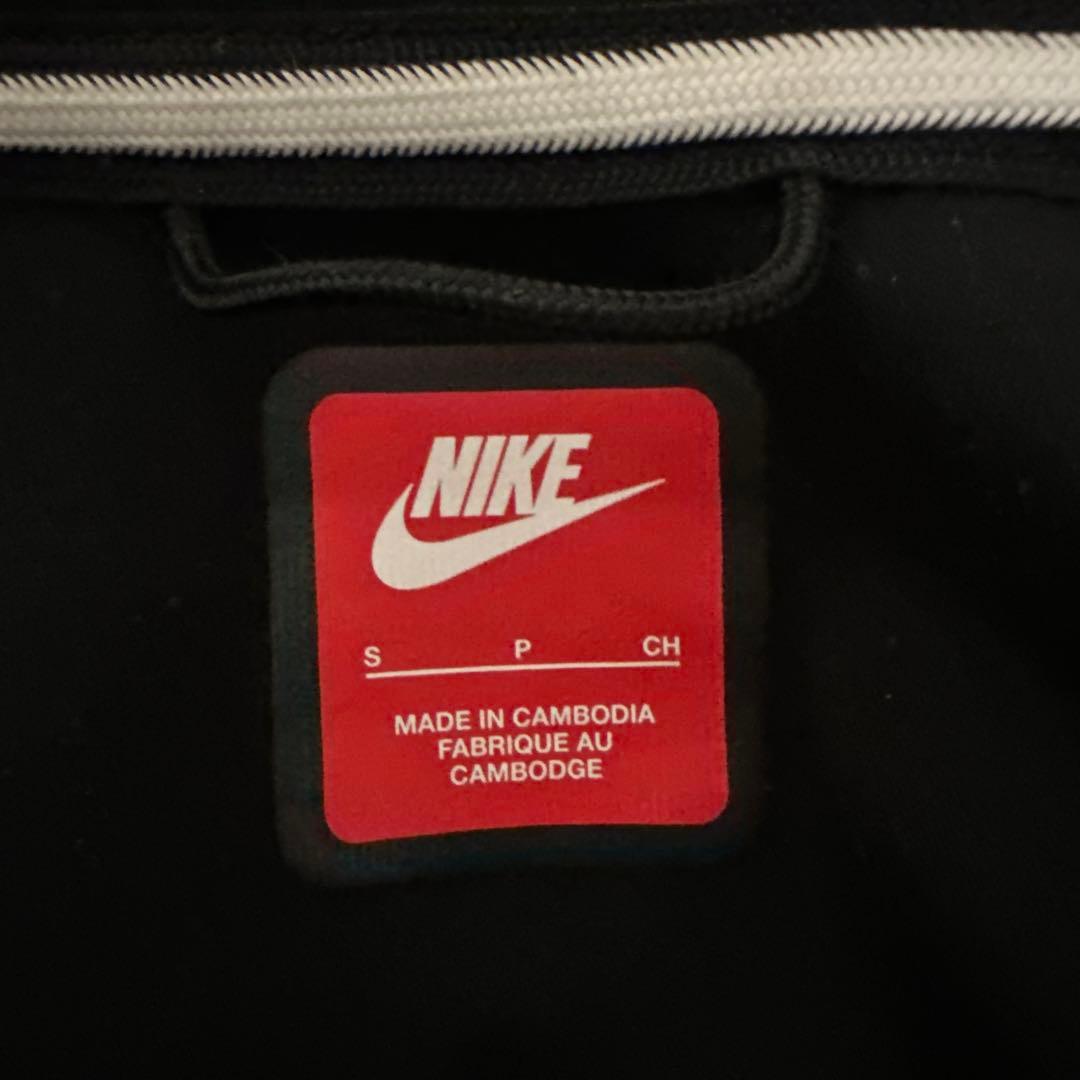 NIKE
S P CH
MADE IN CAMBODIA
FABRIQUE AU
CAMBODGE